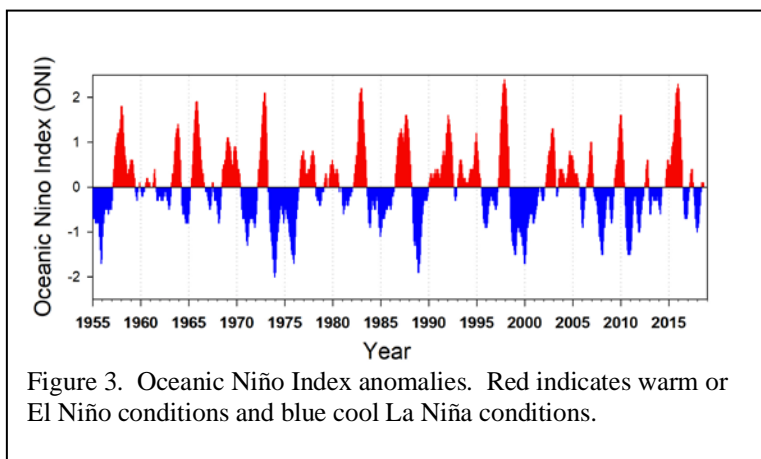 Oceanic Nino Index (ONI)
2
1
0
-1
-2
1955 1960 1965 1970 1975 1980 1985 1990 1995 2000 2005 2010 2015
Year
Figure 3.  Oceanic Niño Index anomalies.  Red indicates warm or
El Niño conditions and blue cool La Niña conditions.